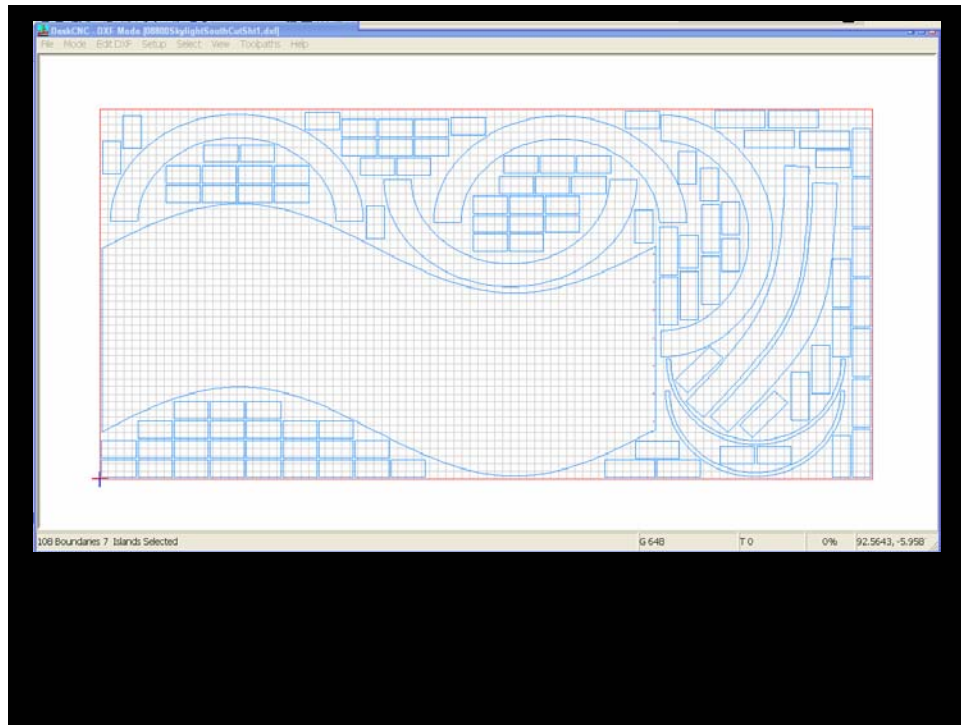 DeskCNC - DXF Mode [08800SkylightSouthCutSht1.dxf]
File Mode Edit DXF Setup Select View Toolpaths Help
108 Boundaries 7 Islands Selected G 648 T 0 0% 92.5643, -5.958